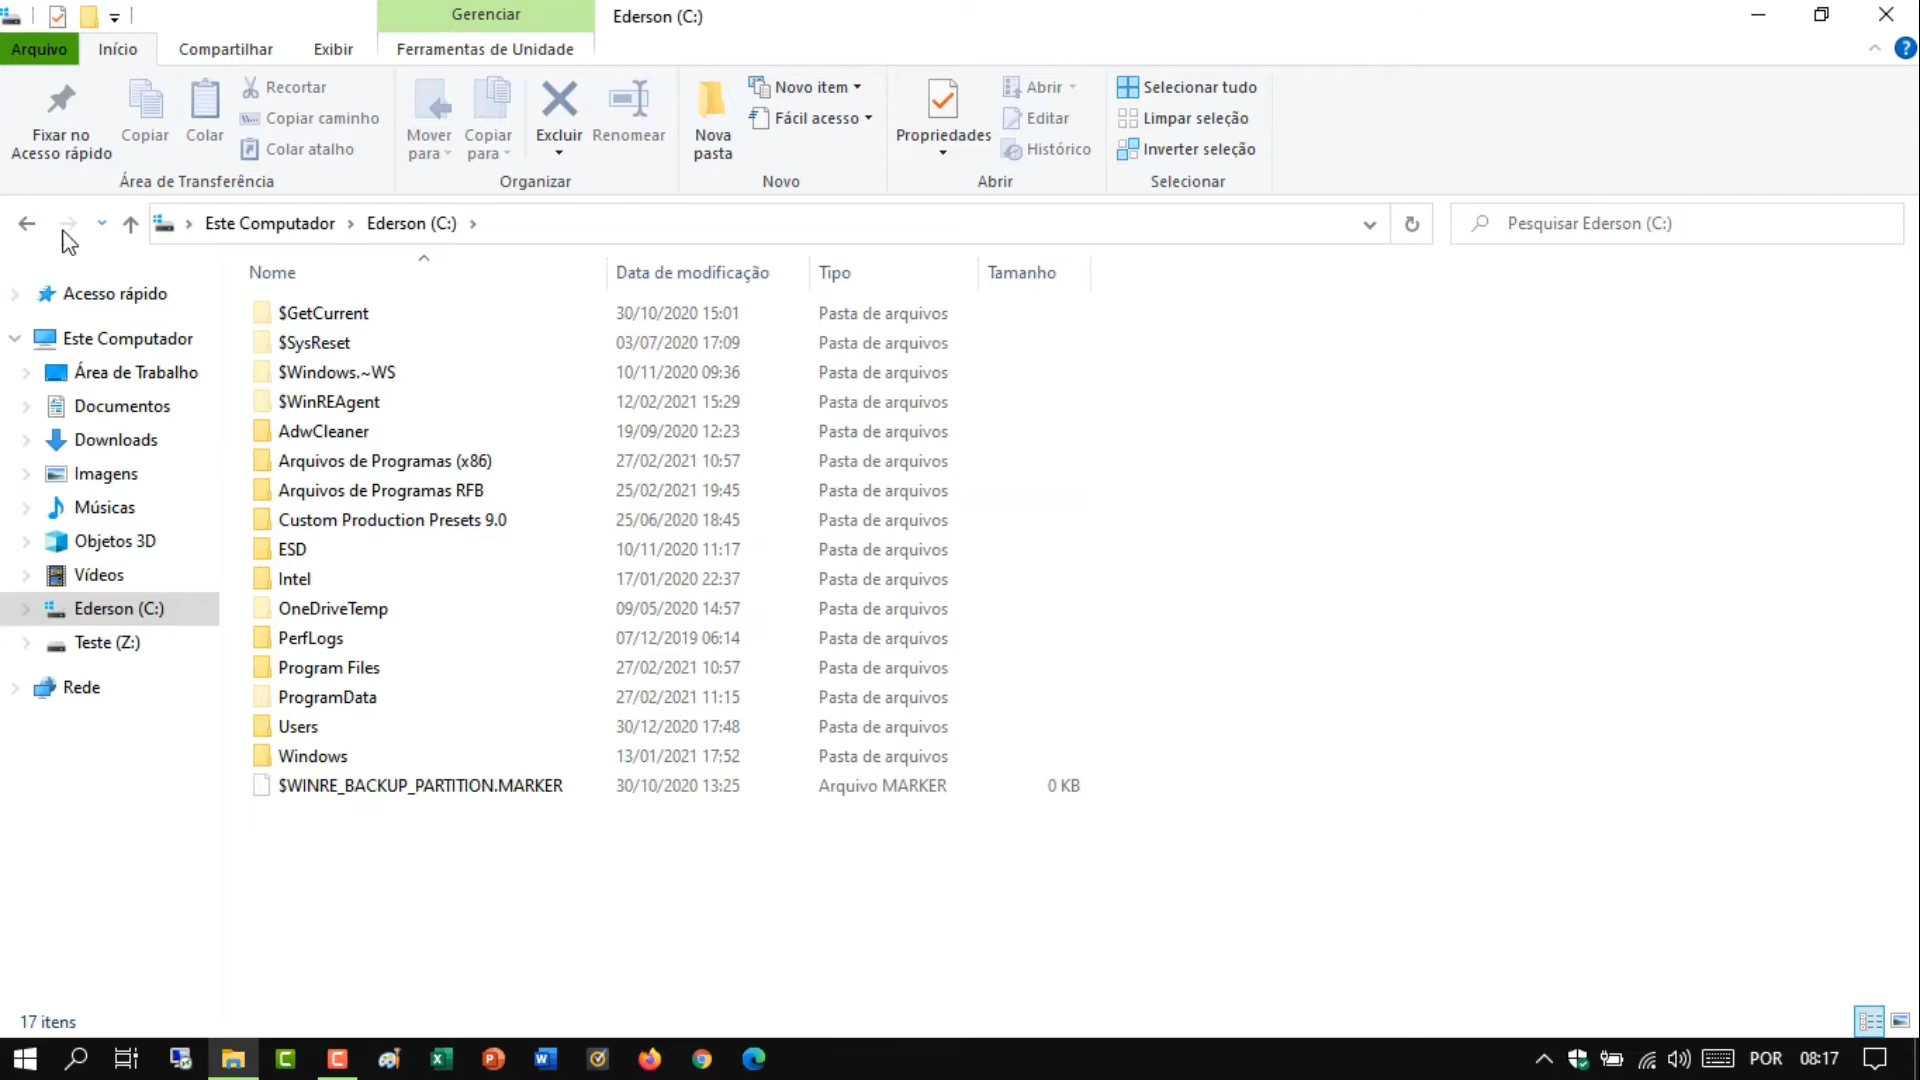 Gerenciar
Ederson (C:)
Arquivo
Início
Compartilhar
Exibir
Ferramentas de Unidade
Fixar no
Acesso rápido
Copiar
Colar
Recortar
Copiar caminho
Colar atalho
Área de Transferência
Mover
para
Copiar
para
Excluir
Renomear
Organizar
Nova
pasta
Novo item
Fácil acesso
Novo
Propriedades
Abrir
Editar
Histórico
Abrir
Selecionar tudo
Limpar seleção
Inverter seleção
Selecionar
Este Computador
Ederson (C:)
Pesquisar Ederson (C:)
Acesso rápido
Este Computador
Área de Trabalho
Documentos
Downloads
Imagens
Músicas
Objetos 3D
Vídeos
Ederson (C:)
Teste (Z:)
Rede
Nome Data de modificação Tipo Tamanho
$GetCurrent 30/10/2020 15:01 Pasta de arquivos
$SysReset 03/07/2020 17:09 Pasta de arquivos
$Windows.~WS 10/11/2020 09:36 Pasta de arquivos
$WinREAgent 12/02/2021 15:29 Pasta de arquivos
AdwCleaner 19/09/2020 12:23 Pasta de arquivos
Arquivos de Programas (x86) 27/02/2021 10:57 Pasta de arquivos
Arquivos de Programas RFB 25/02/2021 19:45 Pasta de arquivos
Custom Production Presets 9.0 25/06/2020 18:45 Pasta de arquivos
ESD 10/11/2020 11:17 Pasta de arquivos
Intel 17/01/2020 22:37 Pasta de arquivos
OneDriveTemp 09/05/2020 14:57 Pasta de arquivos
PerfLogs 07/12/2019 06:14 Pasta de arquivos
Program Files 27/02/2021 10:57 Pasta de arquivos
ProgramData 27/02/2021 11:15 Pasta de arquivos
Users 30/12/2020 17:48 Pasta de arquivos
Windows 13/01/2021 17:52 Pasta de arquivos
$WINRE_BACKUP_PARTITION.MARKER 30/10/2020 13:25 Arquivo MARKER 0 KB
17 itens
POR 08:17